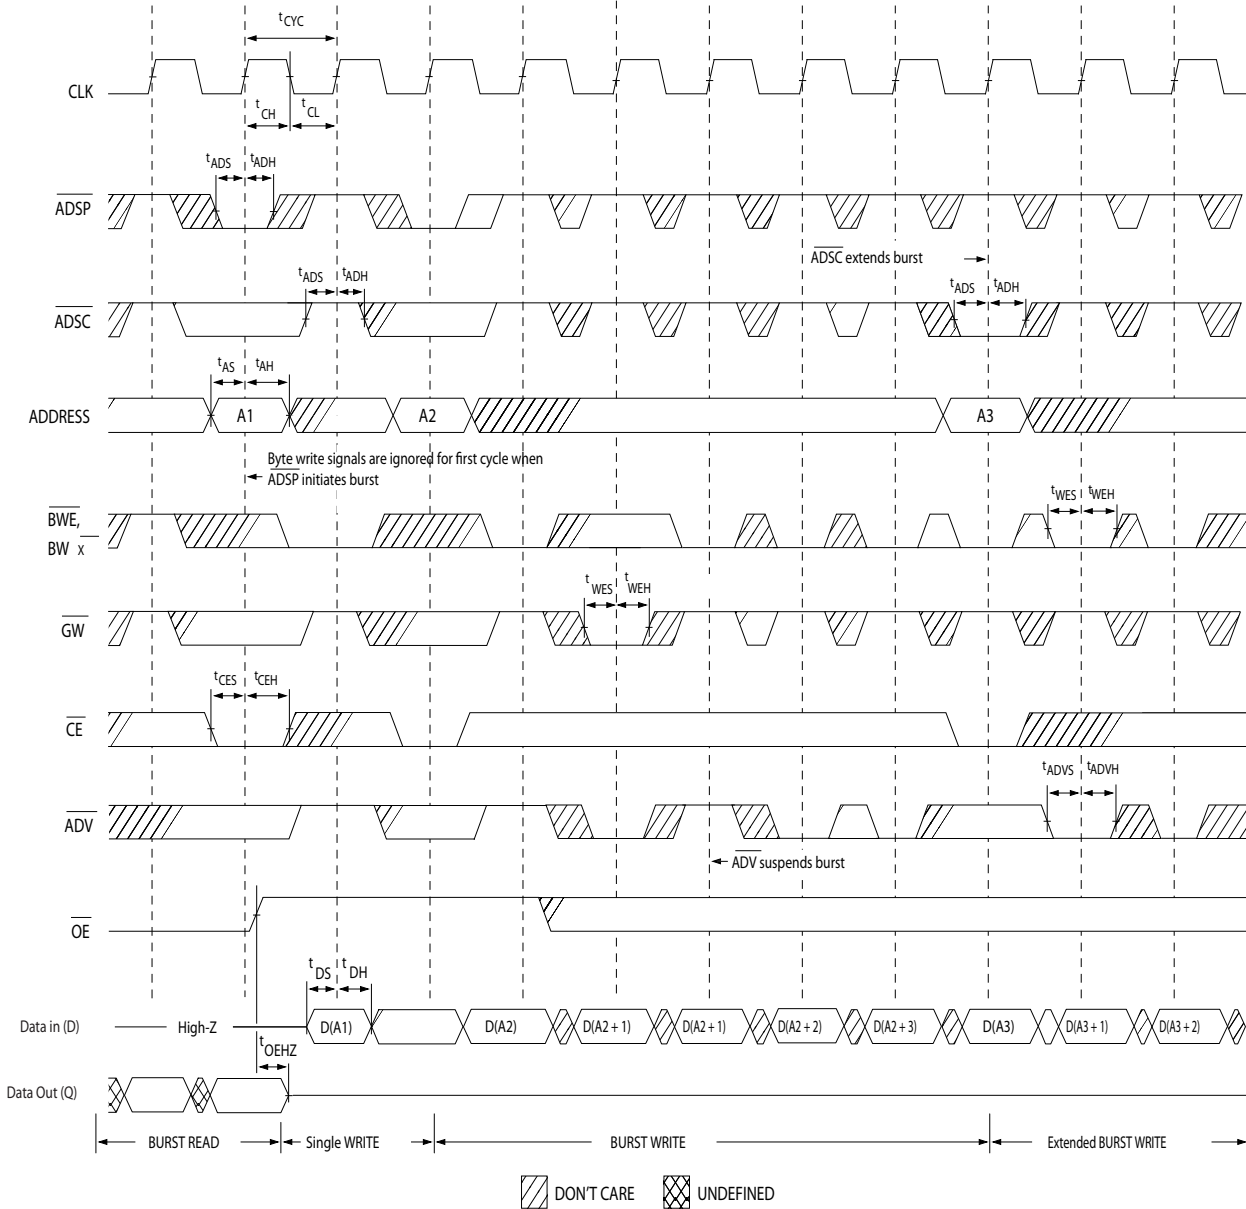 tCYC
CLK
tCH
tCL
tADS
tADH
ADSP
ADSC extends burst
tADS
tADH
tADS
tADH
ADSC
tAS
tAH
ADDRESS
A1
A2
A3
Byte write signals are ignored for first cycle when
ADSP initiates burst
tWES
tWEH
BWE,
BW X
tWES
tWEH
GW
tCES
tCEH
CE
tADVS
tADVH
ADV
ADV suspends burst
OE
tDS
tDH
Data in (D)
High-Z
D(A1)
D(A2)
D(A2 + 1)
D(A2 + 1)
D(A2 + 2)
D(A2 + 3)
D(A3)
D(A3 + 1)
D(A3 + 2)
tOEHZ
Data Out (Q)
BURST READ
Single WRITE
BURST WRITE
Extended BURST WRITE
DON'T CARE
UNDEFINED